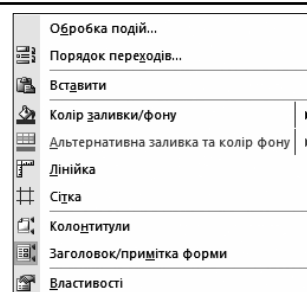 Обробка подій...
Порядок переходів...
Вставити
Колір заливки/фону
Альтернативна заливка та колір фону
Лінійка
Сітка
Колонтитули
Заголовок/примітка форми
Властивості